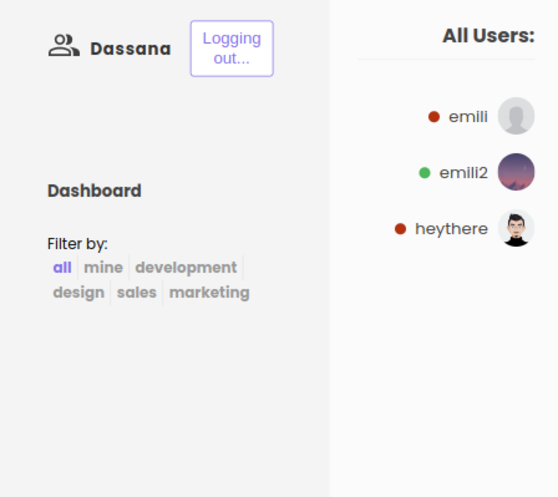 Dassana
Logging
out...
Dashboard
Filter by:
all mine development
design sales marketing
All Users:
emili
emili2
heythere